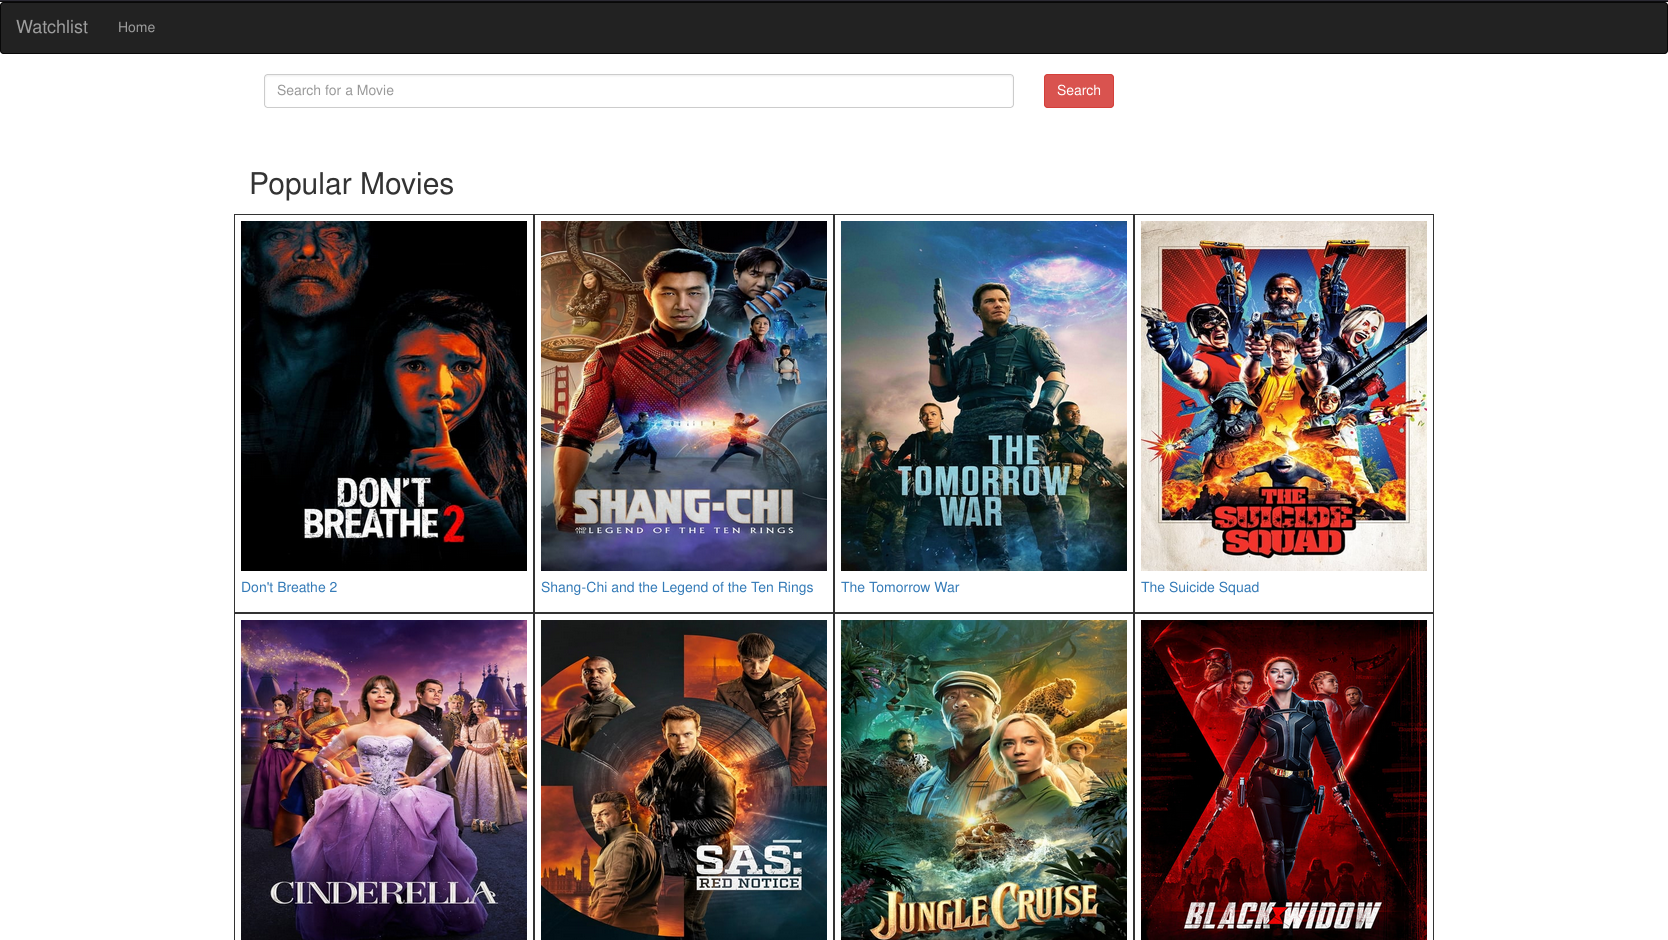 Watchlist Home
Search for a Movie Search
Popular Movies
DON'T
BREATHE 2
SHANG-CHI
AND THE LEGEND OF THE TEN RINGS
THE
TOMORROW
WAR
THE
SUICIDE
SQUAD
Don't Breathe 2
Shang-Chi and the Legend of the Ten Rings
The Tomorrow War
The Suicide Squad
CINDERELLA
SAS:
RED NOTICE
JUNGLE CRUISE
BLACK WIDOW